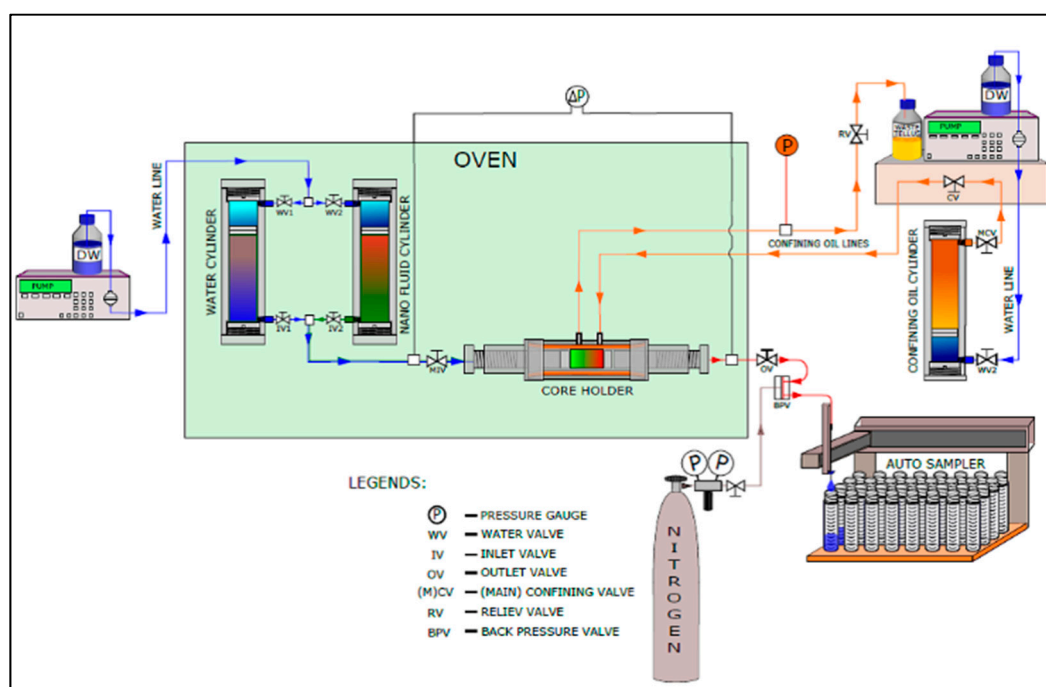 ΔP
DW
OVEN
P
RV
WASTE
TELLUS
PUMP
CV
WATER LINE
WV1
WV2
CONFINING OIL LINES
MCV
DW
PUMP
WATER CYLINDER
NANO FLUID CYLINDER
CONFINING OIL CYLINDER
WATER LINE
IV1
IV2
MIV
CORE HOLDER
OV
WV2
BPV
AUTO SAMPLER
P P
NITROGEN
LEGENDS:
P — PRESSURE GAUGE
WV — WATER VALVE
IV — INLET VALVE
OV — OUTLET VALVE
(M)CV — (MAIN) CONFINING VALVE
RV — RELIEV VALVE
BPV — BACK PRESSURE VALVE